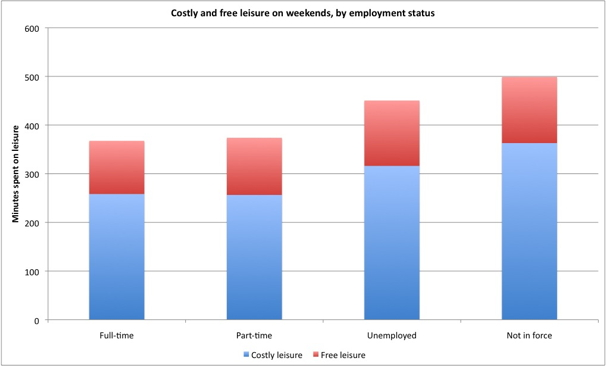 Costly and free leisure on weekends, by employment status
600
500
400
300
200
100
0
Minutes spent on leisure
Full-time
Part-time
Unemployed
Not in force
Costly leisure
Free leisure